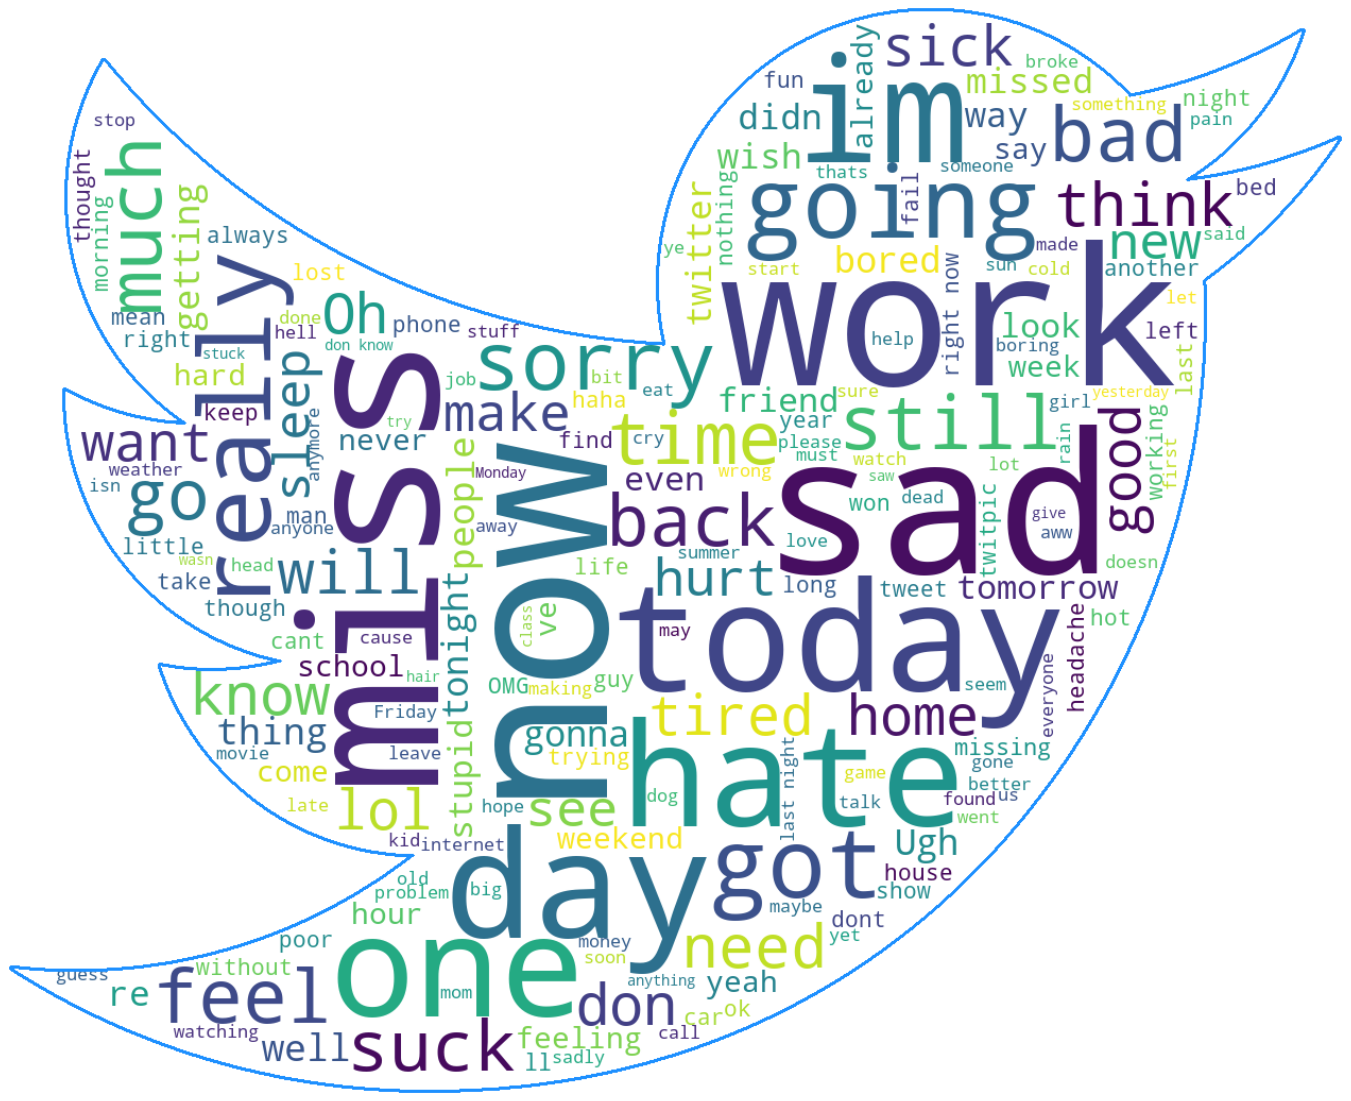 sick
im
already
broke
fun
missed
something
night
stop
didn
way
bad
pain
thought
much
wish
say
someone
thats
morning
getting
twitter
nothing
going
fail
think
bed
always
ye
made
new
said
lost
start
bored
sun
cold
another
really
Oh
work
right now
let
mean
done
phone
stuff
hell
right
don know
sorry
help
look
left
stuck
boring
week
last
hard
sleep
miss
job
bit
eat
friend
sure
yesterday
keep
try
make
haha
time
year
still
girl
good
want
anymore
never
find
cry
please
must
rain
working
first
weather
Monday
people
now
even
wrong
watch
saw
sad
lot
isn
go
man
anyone
away
back
won
dead
twitpic
give
aww
little
wasn
head
will
summer
love
doesn
take
though
life
hurt
long
tweet
tomorrow
tonight
class
ve
today
may
hot
cant
cause
school
hair
headache
know
OMG
making
guy
seem
everyone
Friday
tired
home
thing
gonna
movie
leave
stupid
trying
hate
missing
gone
come
last night
game
better
late
lol
hope
see
dog
talk
found
us
went
kid
internet
weekend
day
got
Ugh
house
old
problem
big
show
maybe
hour
dont
poor
one
money
need
yet
guess
without
soon
anything
feel
re
mom
don
yeah
car
ok
watching
well
suck
feeling
call
ll
sadly